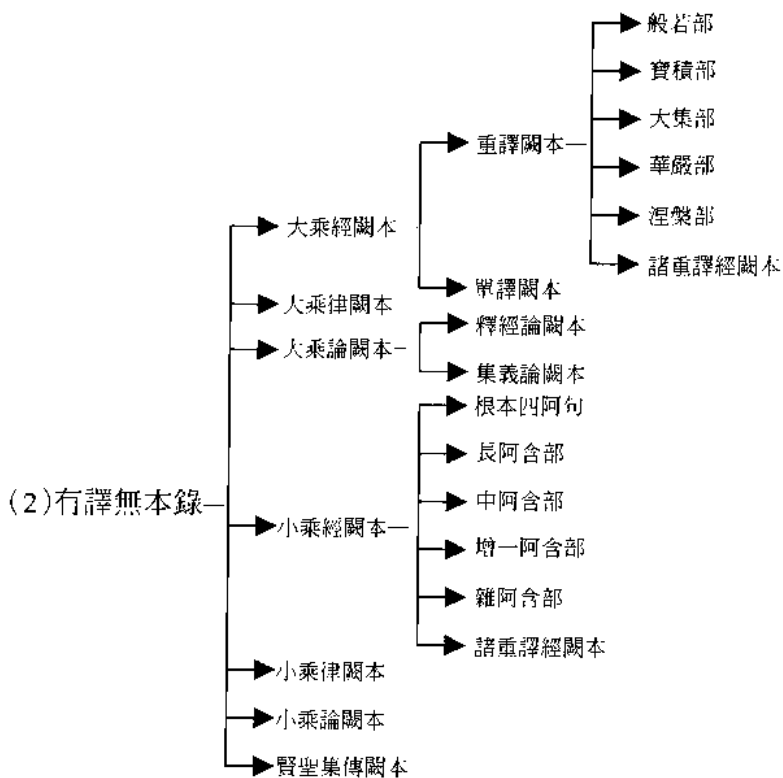 (2)有譯無本錄
大乘經闕本
重譯闕本
般若部
寶積部
大集部
華嚴部
涅槃部
諸重譯經闕本
單譯闕本
大乘律闕本
大乘論闕本
釋經論闕本
集義論闕本
小乘經闕本
根本四阿句
長阿含部
中阿含部
增一阿含部
雜阿含部
諸重譯經闕本
小乘律闕本
小乘論闕本
賢聖集傳闕本